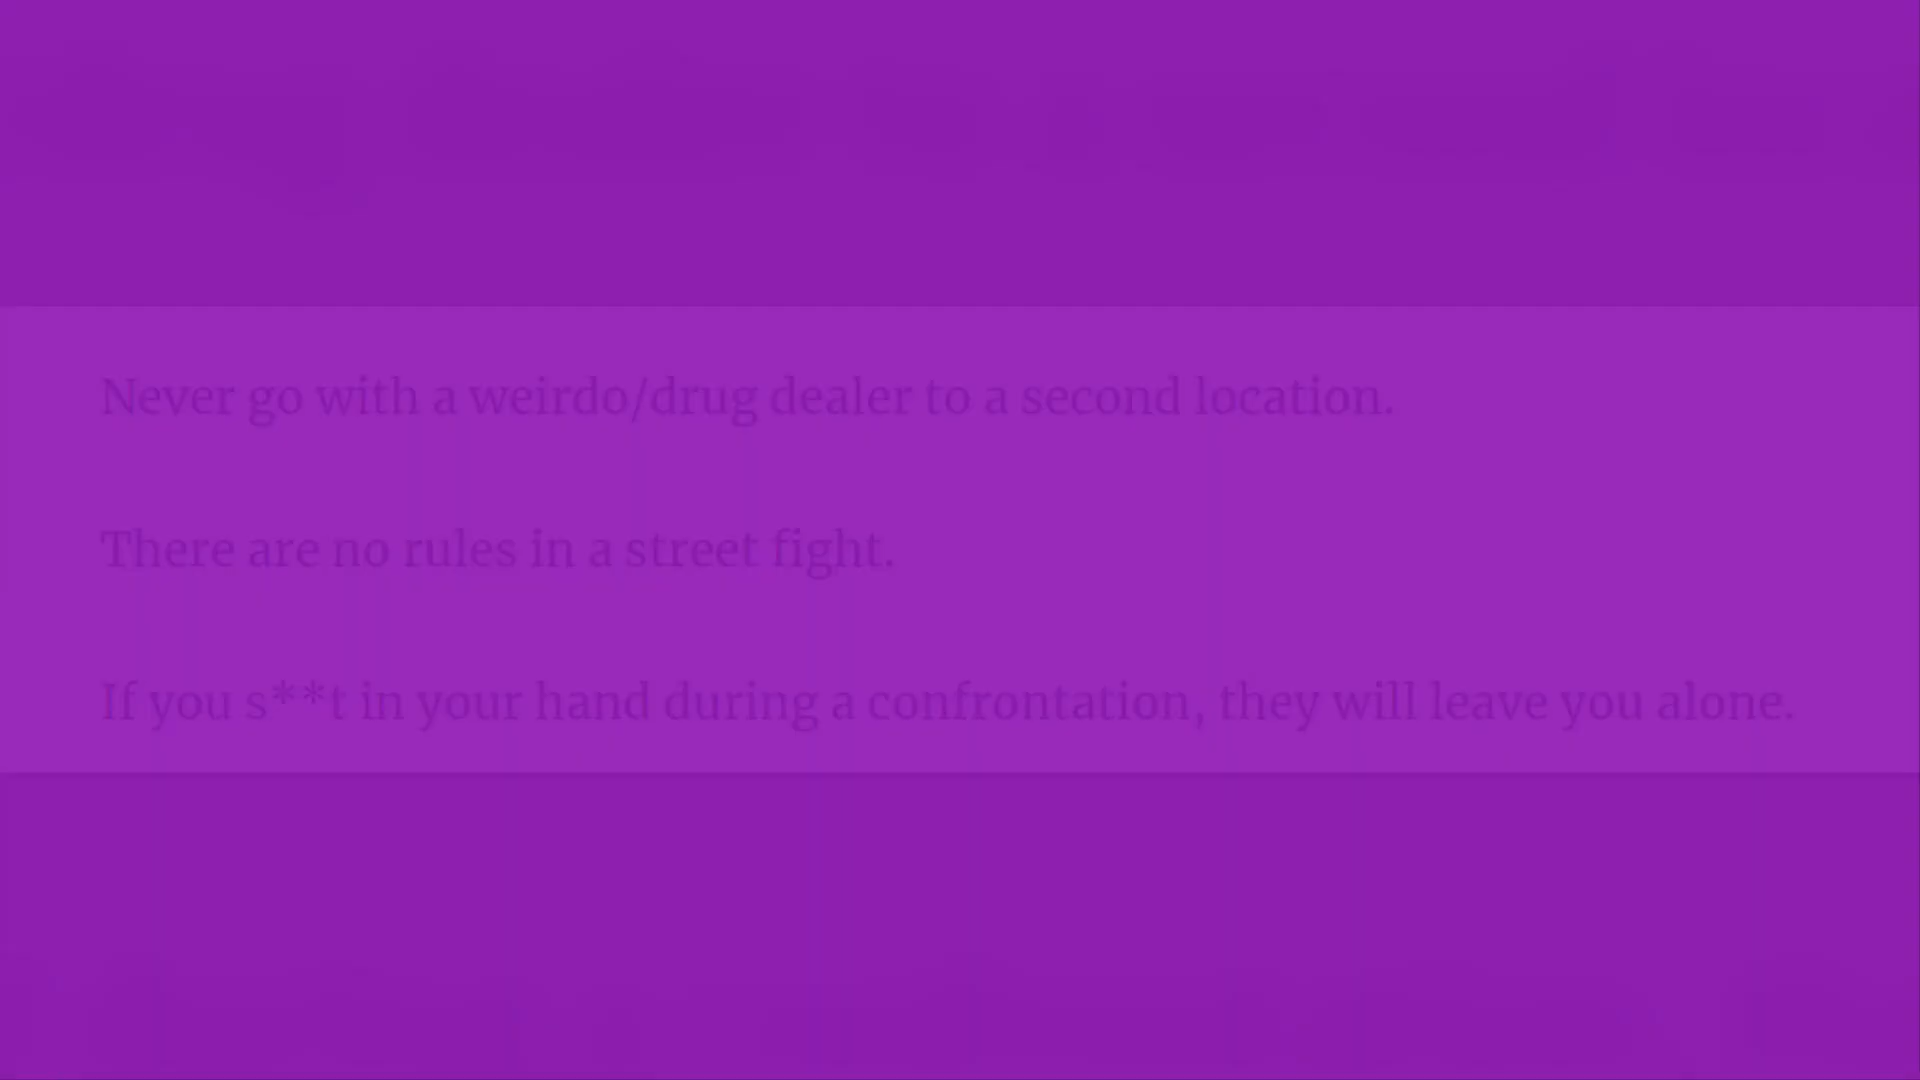 Never go with a weirdo/drug dealer to a second location.
There are no rules in a street fight.
If you s**t in your hand during a confrontation, they will leave you alone.